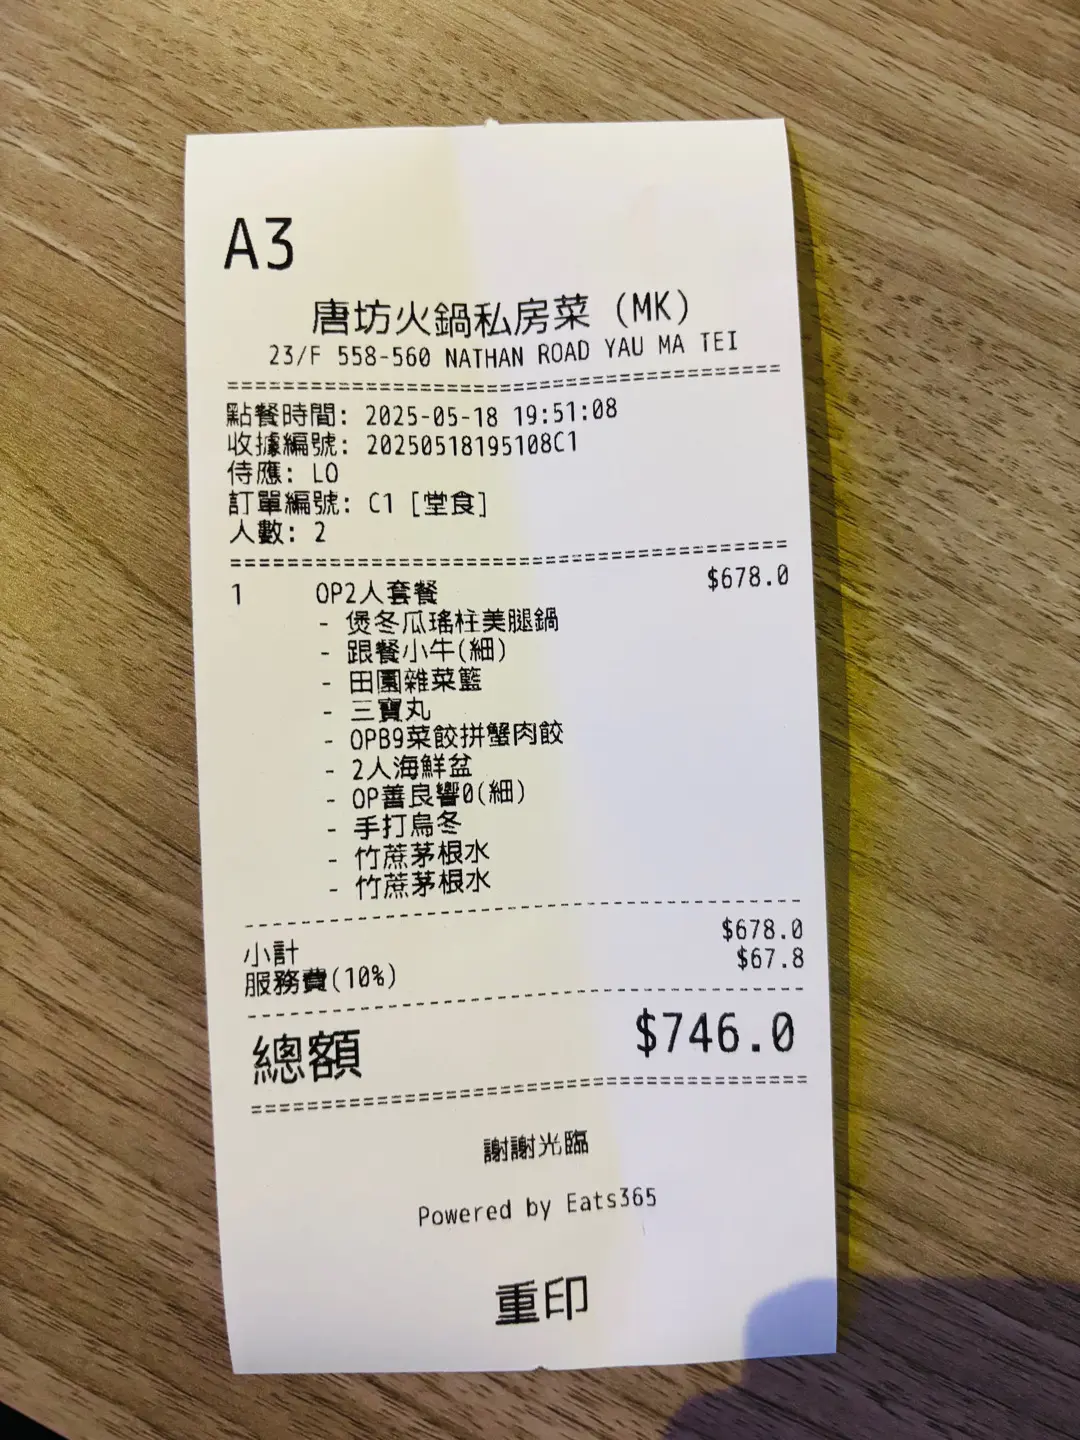 A3
唐坊火鍋私房菜 (MK)
23/F 558-560 NATHAN ROAD YAU MA TEI
點餐時間: 2025-05-18 19:51:08
收據編號: 20250518195108C1
侍應: LO
訂單編號: C1 [堂食]
人數: 2
1 OP2人套餐 $678.0
- 煲冬瓜瑤柱美腿鍋
- 跟餐小牛(細)
- 田園雜菜籃
- 三寶丸
- OPB9菜餃拼蟹肉餃
- 2人海鮮盆
- OP善良響0(細)
- 手打烏冬
- 竹蔗茅根水
- 竹蔗茅根水
小計 $678.0
服務費(10%) $67.8
總額 $746.0
謝謝光臨
Powered by Eats365
重印